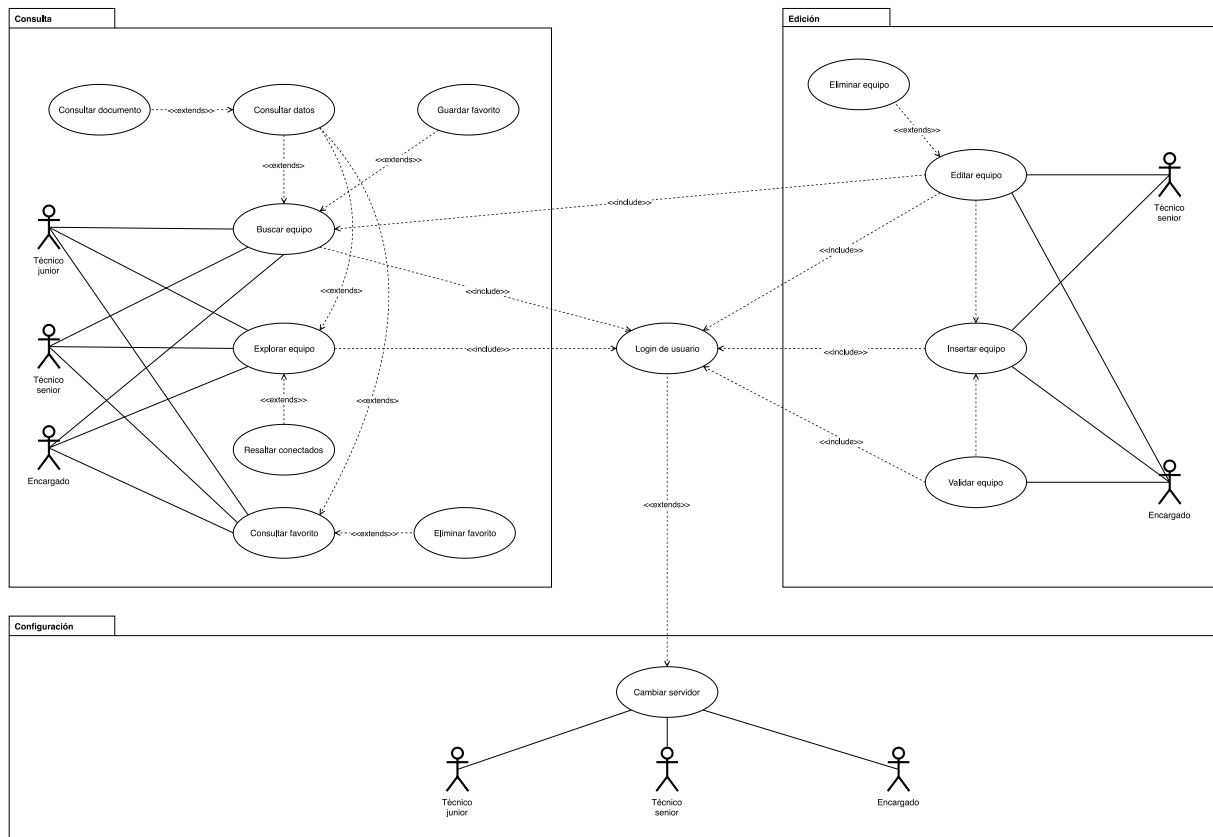 Consulta
Edición
Eliminar equipo
Consultar documento
<<extends>>
Consultar datos
Guardar favorito
<<extends>>
<<extends>
<<extends>>
Editar equipo
<<include>>
Técnico
senior
Buscar equipo
Técnico
junior
<<include>>
<<extends>
<<include>>
Técnico
senior
Explorar equipo
<<include>>
Login de usuario
<<include>>
Insertar equipo
<<extends>>
<<extends>
Resaltar conectados
Encargado
<<include>>
Validar equipo
Encargado
<<extends>>
Consultar favorito
<<extends>>
Eliminar favorito
Configuración
Cambiar servidor
Técnico
junior
Técnico
senior
Encargado